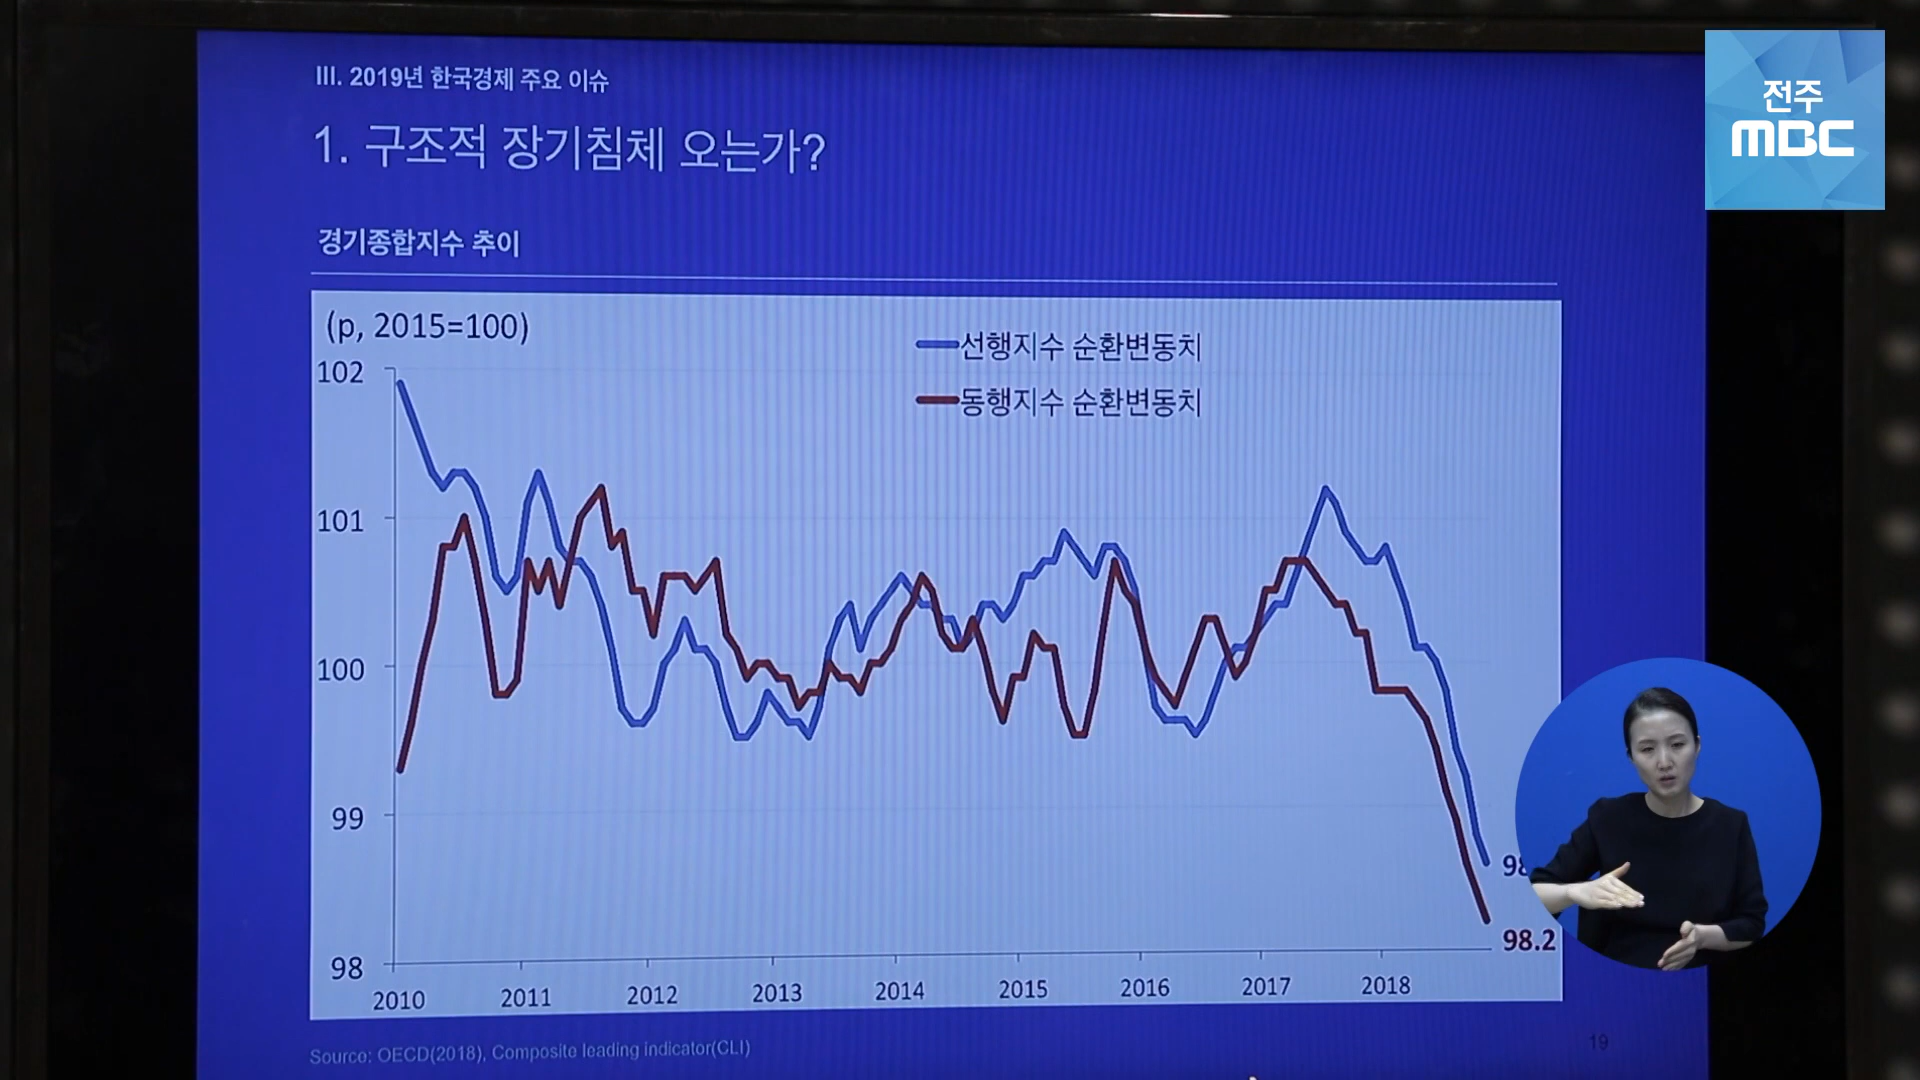 III. 2019년 한국경제 주요 이슈
전주
MBC
1. 구조적 장기침체 오는가?
경기종합지수 추이
(p, 2015=100)
선행지수 순환변동치
동행지수 순환변동치
102
101
100
99
98
98.2
2010 2011 2012 2013 2014 2015 2016 2017 2018
Source: OECD(2018), Composite leading indicator(CLI)
19